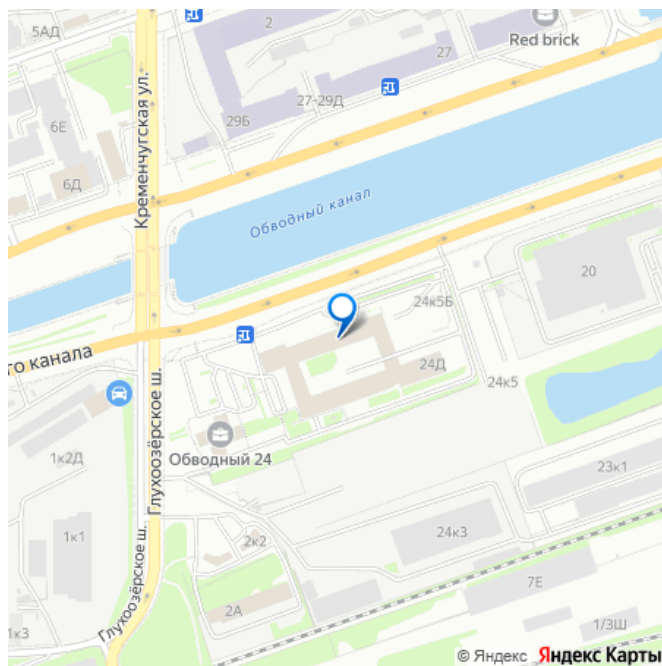 5АД
2
Red brick
27
27-29Д
29Б
6Е
6Д
Кременчугская ул.
Обводный канал
20
24к5Б
го канала
24Д
24к5
Глухоозёрское ш.
Обводный 24
1к2Д
23к1
1к1
2к2
24к3
7Е
2А
Глухоозёрское ш.
1к3
1/3Ш
© Яндекс Яндекс Карты